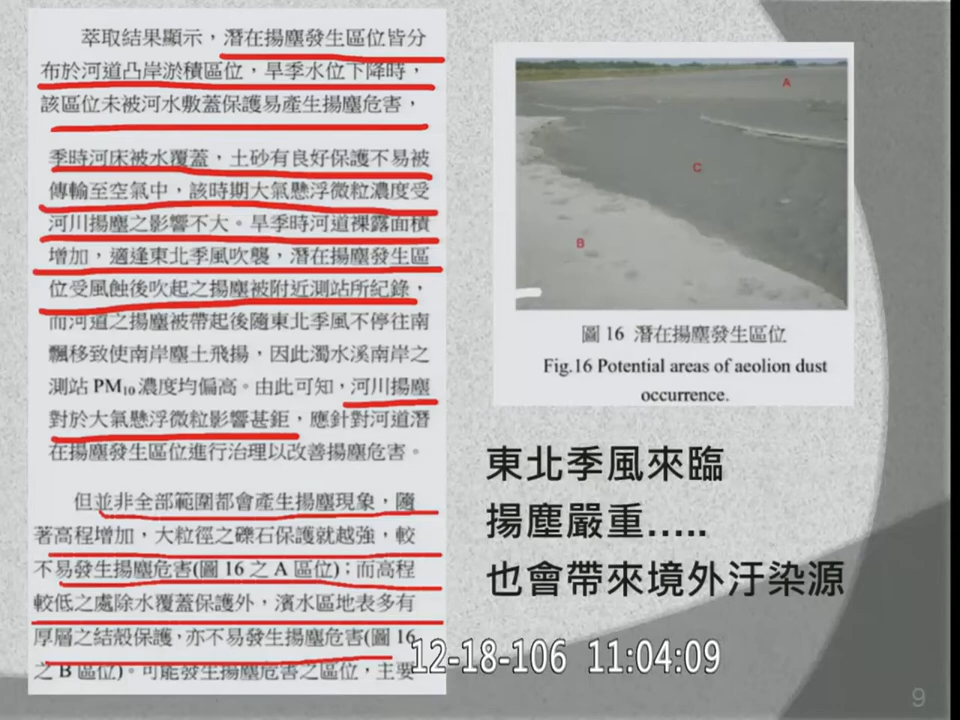 萃取結果顯示，潛在揚塵發生區位皆分
布於河道凸岸淤積區位，旱季水位下降時，
該區位未被河水敷蓋保護易產生揚塵危害，
季時河床被水覆蓋，土砂有良好保護不易被
傳輸至空氣中，該時期大氣懸浮微粒濃度受
河川揚塵之影響不大。旱季時河道裸露面積
增加，適逢東北季風吹襲，潛在揚塵發生區
位受風蝕後吹起之揚塵被附近測站所紀錄，
而河道之揚塵被帶起後隨東北季風不停往南
飄移致使南岸塵土飛揚，因此濁水溪南岸之
測站 PM₁₀ 濃度均偏高。由此可知，河川揚塵
對於大氣懸浮微粒影響甚鉅，應針對河道潛
在揚塵發生區位進行治理以改善揚塵危害。
但並非全部範圍都會產生揚塵現象，隨
著高程增加，大粒徑之礫石保護就越強，較
不易發生揚塵危害(圖 16 之 A 區位)；而高程
較低之處除水覆蓋保護外，濱水區地表多有
厚層之結殼保護，亦不易發生揚塵危害(圖 16
之 B 區位)。可能發生揚塵危害之區位，主要
A
C
B
圖 16 潛在揚塵發生區位
Fig.16 Potential areas of aeolion dust
occurrence.
東北季風來臨
揚塵嚴重.....
也會帶來境外汙染源
12-18-106 11:04:09
9